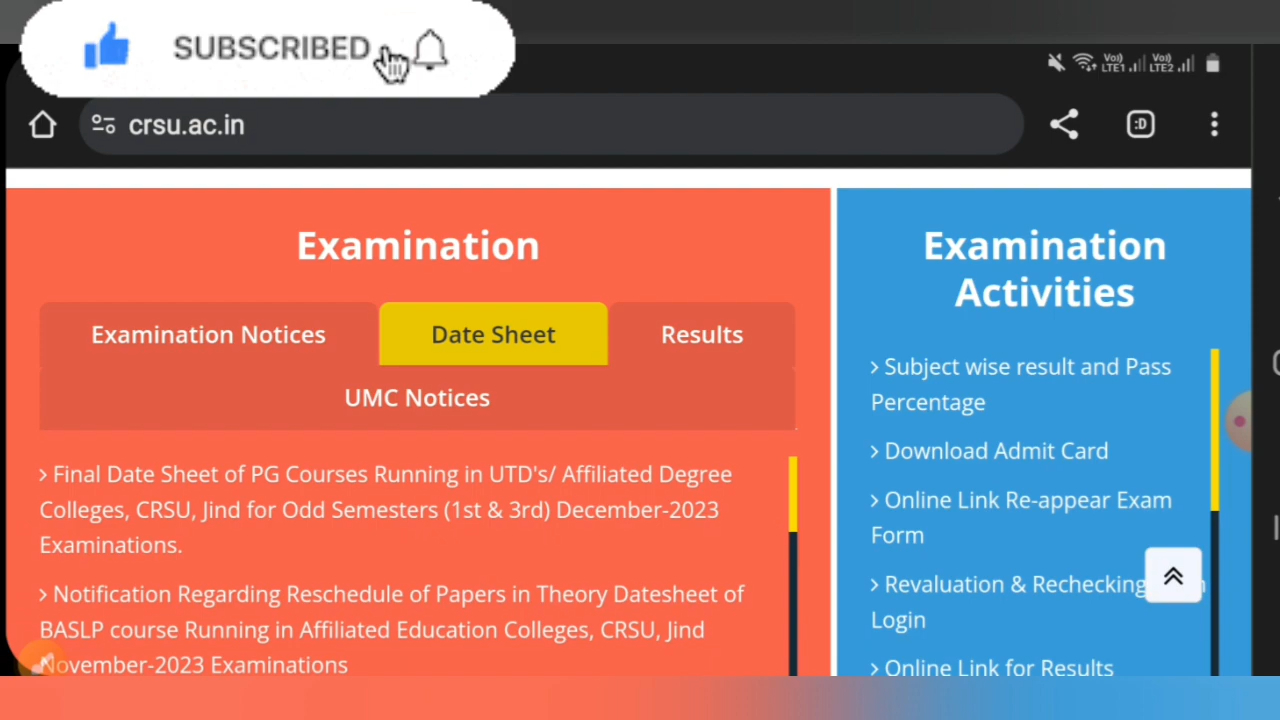 SUBSCRIBED
Vo)) LTE1 Vo)) LTE2
crsu.ac.in
:D
Examination
Examination Notices
Date Sheet
Results
UMC Notices
> Final Date Sheet of PG Courses Running in UTD's/ Affiliated Degree
Colleges, CRSU, Jind for Odd Semesters (1st & 3rd) December-2023
Examinations.
> Notification Regarding Reschedule of Papers in Theory Datesheet of
BASLP course Running in Affiliated Education Colleges, CRSU, Jind
November-2023 Examinations
Examination
Activities
> Subject wise result and Pass
Percentage
> Download Admit Card
> Online Link Re-appear Exam
Form
> Revaluation & Rechecking
Login
> Online Link for Results